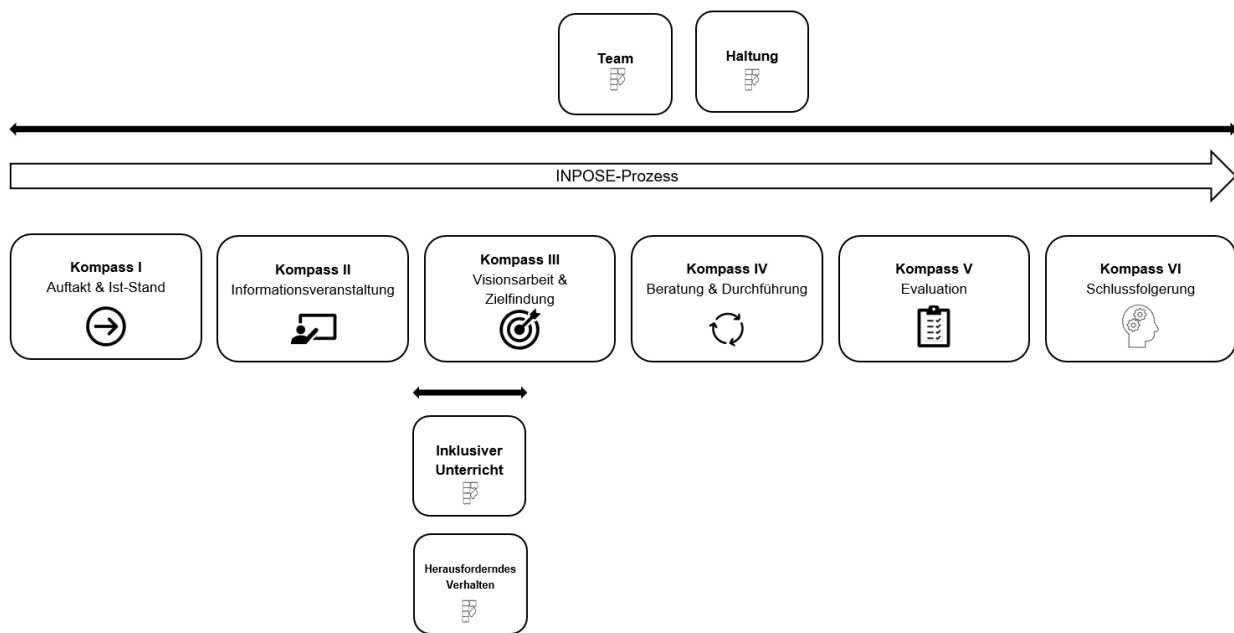 Team
Haltung
INPOSE-Prozess
Kompass I
Auftakt & Ist-Stand
Kompass II
Informationsveranstaltung
Kompass III
Visionsarbeit &
Zielfindung
Kompass IV
Beratung & Durchführung
Kompass V
Evaluation
Kompass VI
Schlussfolgerung
Inklusiver
Unterricht
Herausforderndes
Verhalten